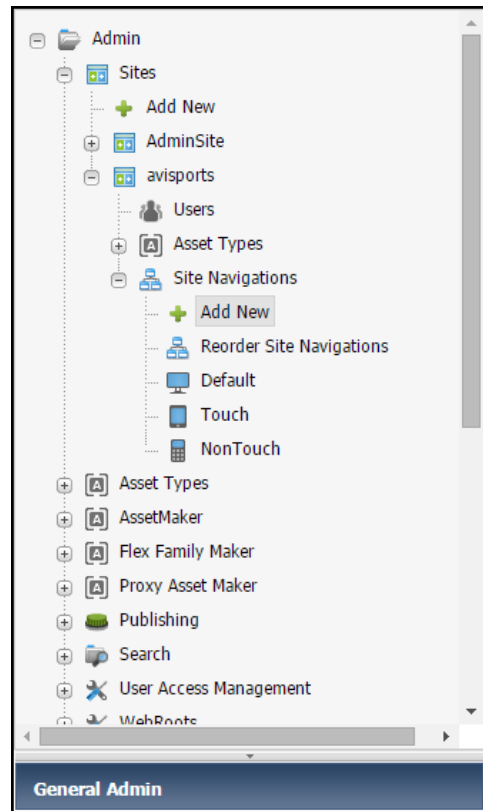 Admin
Sites
Add New
AdminSite
avisports
Users
Asset Types
Site Navigations
Add New
Reorder Site Navigations
Default
Touch
NonTouch
Asset Types
AssetMaker
Flex Family Maker
Proxy Asset Maker
Publishing
Search
User Access Management
WebRoots
General Admin